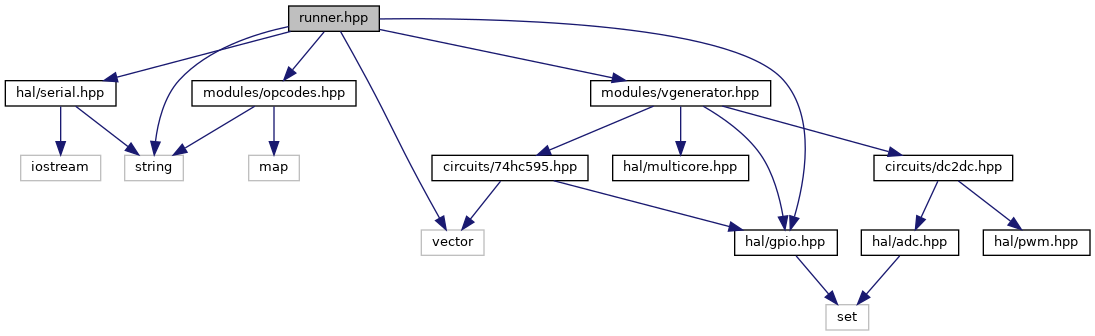 runner.hpp
hal/serial.hpp
modules/opcodes.hpp
modules/vgenerator.hpp
iostream
string
map
circuits/74hc595.hpp
hal/multicore.hpp
circuits/dc2dc.hpp
vector
hal/gpio.hpp
hal/adc.hpp
hal/pwm.hpp
set